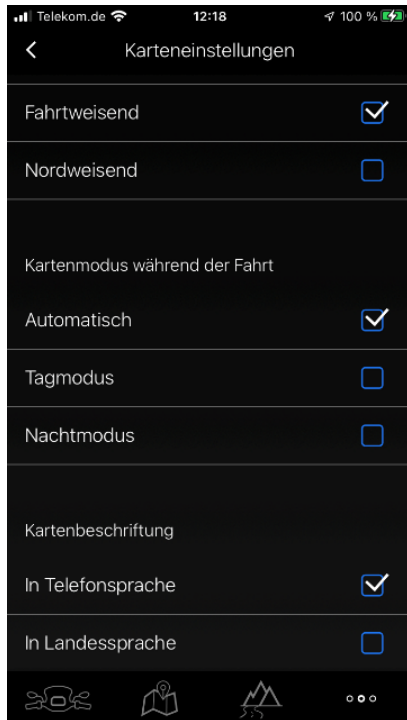 Telekom.de 12:18 100 %
Karteneinstellungen
Fahrtweisend
Nordweisend
Kartenmodus während der Fahrt
Automatisch
Tagmodus
Nachtmodus
Kartenbeschriftung
In Telefonsprache
In Landessprache